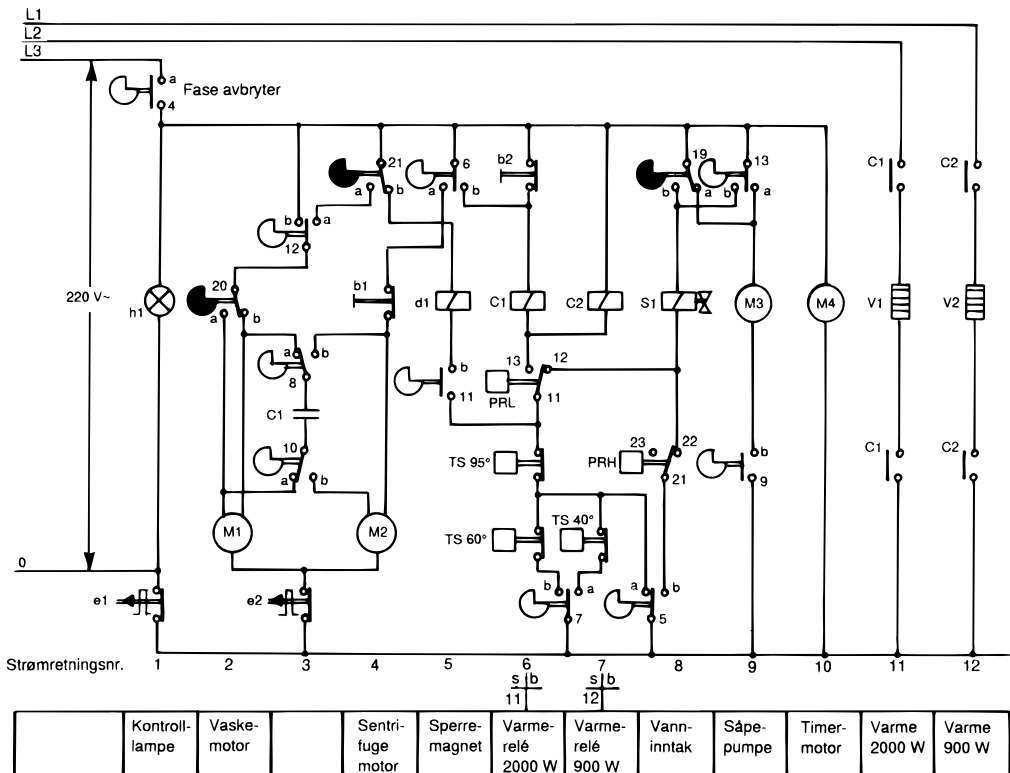 L1
L2
L3
a
Fase avbryter
4
21
6
b2
19
13
a
b
a
b
b
a
b
a
b
a
12
20
b1
220 V~
h1
d1
C1
C2
S1
M3
M4
C1
C2
V1
V2
a
b
a
b
8
13
12
b
11
PRL
11
C1
10
a
b
TS 95°
23
22
PRH
21
b
9
C1
C2
M1
M2
TS 60°
TS 40°
0
e1
e2
b
a
7
a
b
5
Strømretningsnr.
1
2
3
4
5
6
7
8
9
10
11
12
s b
11
s b
12
Kontroll-
lampe
Vaske-
motor
Sentri-
fuge
motor
Sperre-
magnet
Varme-
relé
2000 W
Varme-
relé
900 W
Vann-
inntak
Såpe-
pumpe
Timer-
motor
Varme
2000 W
Varme
900 W